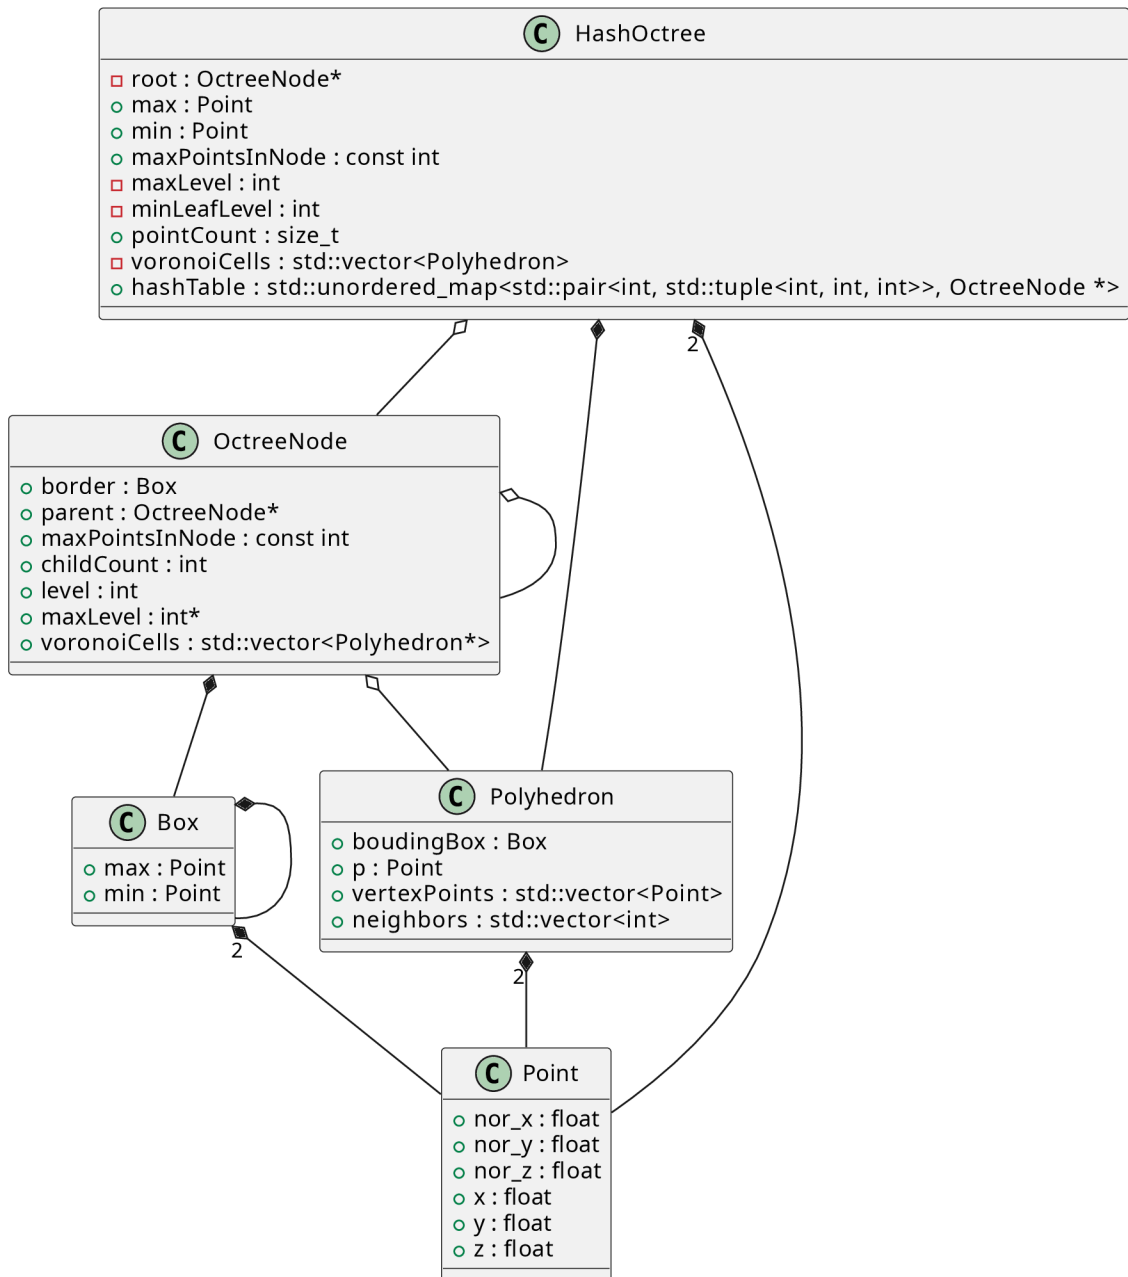 C HashOctree
root : OctreeNode*
max : Point
min : Point
maxPointsInNode : const int
maxLevel : int
minLeafLevel : int
pointCount : size_t
voronoiCells : std::vector<Polyhedron>
hashTable : std::unordered_map<std::pair<int, std::tuple<int, int, int>>, OctreeNode *>
2
C OctreeNode
border : Box
parent : OctreeNode*
maxPointsInNode : const int
childCount : int
level : int
maxLevel : int*
voronoiCells : std::vector<Polyhedron*>
C Box
max : Point
min : Point
2
C Polyhedron
boudingBox : Box
p : Point
vertexPoints : std::vector<Point>
neighbors : std::vector<int>
2
C Point
nor_x : float
nor_y : float
nor_z : float
x : float
y : float
z : float